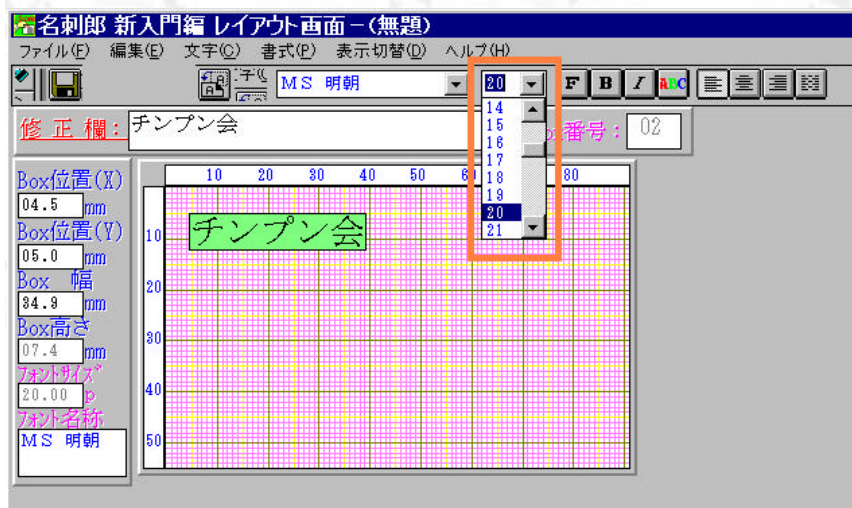 名刺郎 新入門編 レイアウト画面－(無題)
ファイル(F) 編集(E) 文字(C) 書式(P) 表示切替(D) ヘルプ(H)
MS 明朝 20 F B I ABC
修正欄： チンプン会 番号： 02
14
15
16
17
18
19
20
21
Box位置(X)
04.5 mm
Box位置(Y)
05.0 mm
Box 幅
34.9 mm
Box高さ
07.4 mm
フォントサイズ
20.00 p
フォント名称
MS 明朝
10 20 30 40 50 60 80
10
20
30
40
50
チンプン会